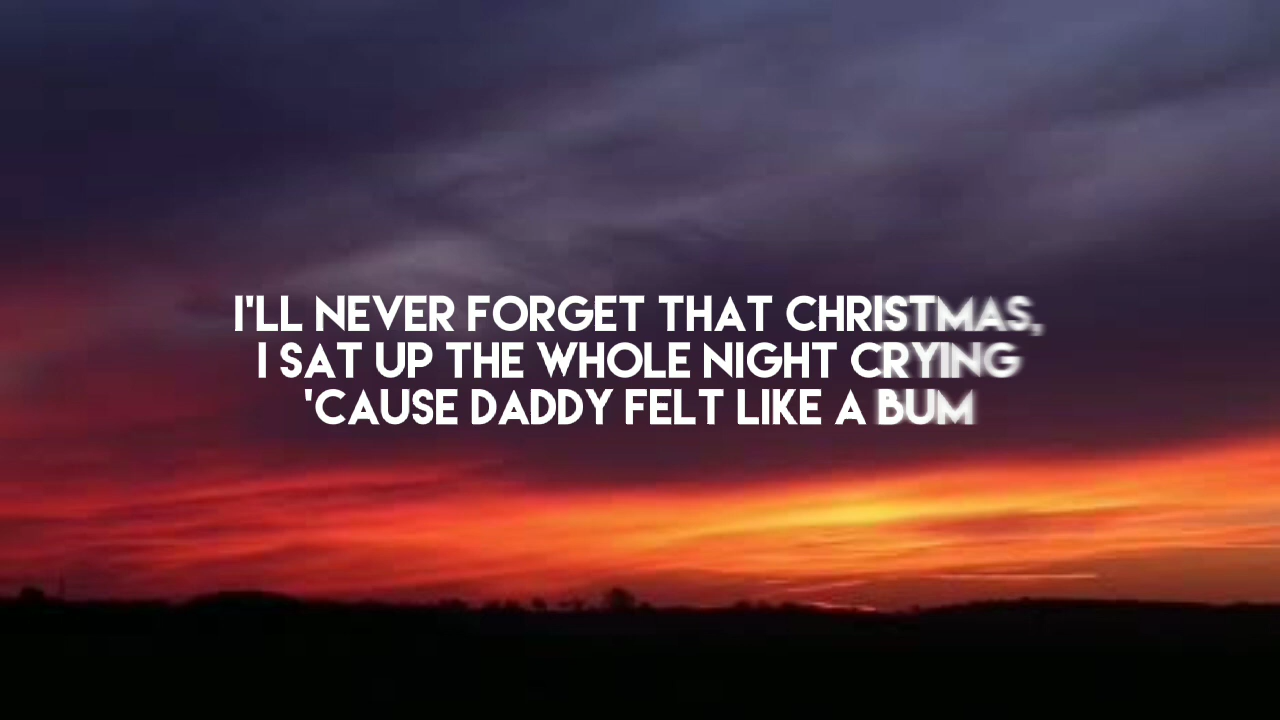 I'LL NEVER FORGET THAT CHRISTMAS,
I SAT UP THE WHOLE NIGHT CRYING
'CAUSE DADDY FELT LIKE A BUM